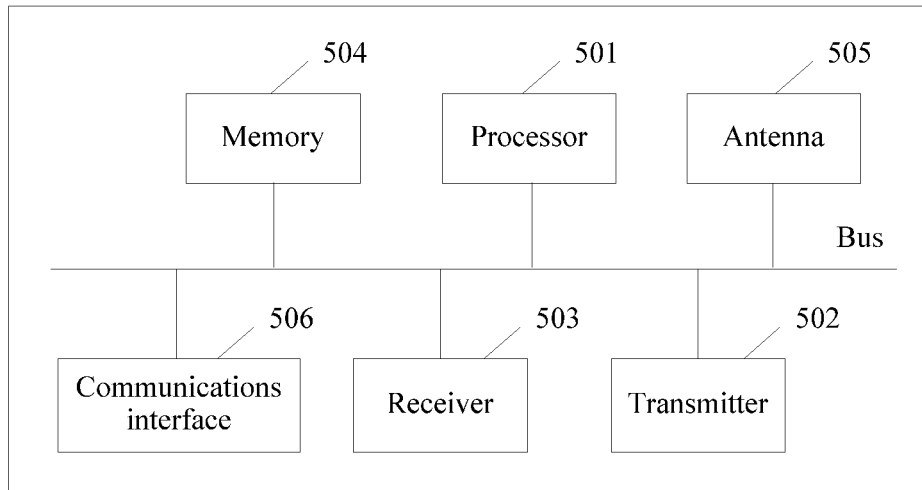 504
501
505
Memory
Processor
Antenna
Bus
506
503
502
Communications
interface
Receiver
Transmitter